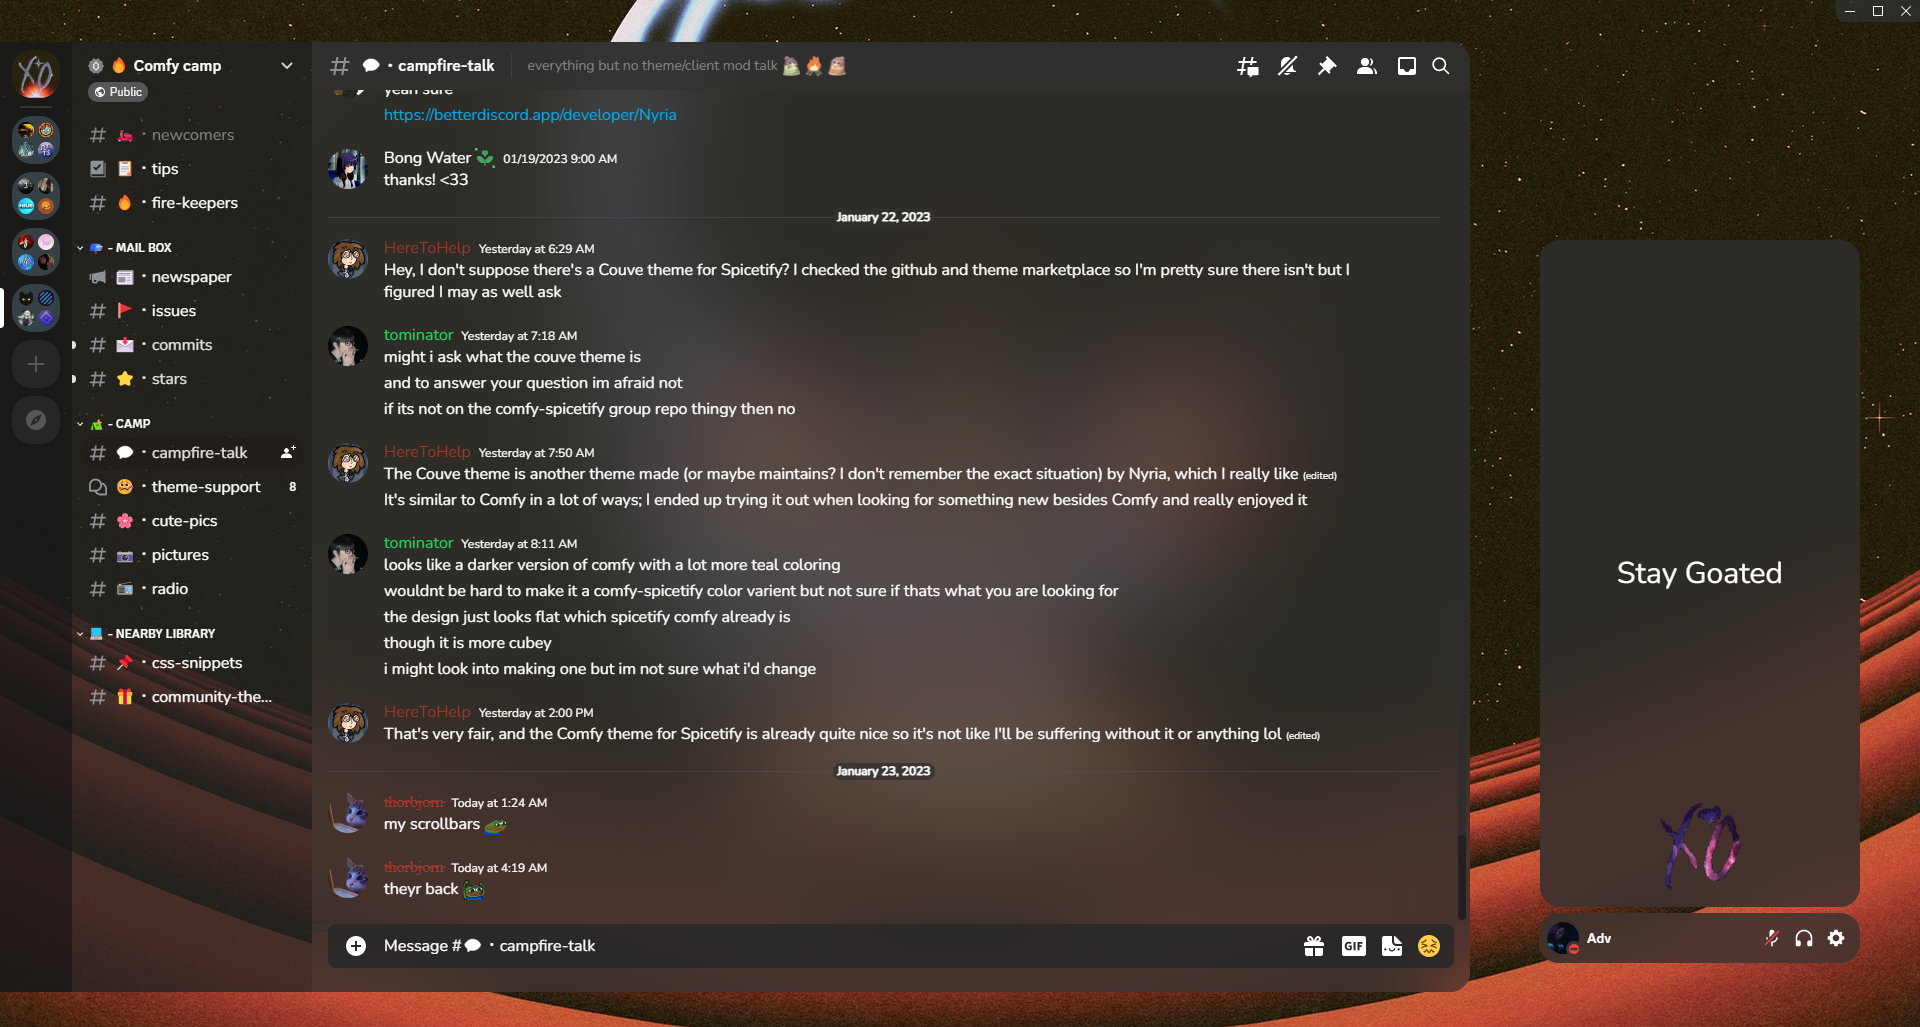 Comfy camp
Public
newcomers
tips
fire-keepers
- MAIL BOX
newspaper
issues
commits
stars
- CAMP
campfire-talk
theme-support 8
cute-pics
pictures
radio
- NEARBY LIBRARY
css-snippets
community-the...
campfire-talk everything but no theme/client mod talk
yeah sure
https://betterdiscord.app/developer/Nyria
Bong Water 01/19/2023 9:00 AM
thanks! <33
January 22, 2023
HereToHelp Yesterday at 6:29 AM
Hey, I don't suppose there's a Couve theme for Spicetify? I checked the github and theme marketplace so I'm pretty sure there isn't but I
figured I may as well ask
tominator Yesterday at 7:18 AM
might i ask what the couve theme is
and to answer your question im afraid not
if its not on the comfy-spicetify group repo thingy then no
HereToHelp Yesterday at 7:50 AM
The Couve theme is another theme made (or maybe maintains? I don't remember the exact situation) by Nyria, which I really like (edited)
It's similar to Comfy in a lot of ways; I ended up trying it out when looking for something new besides Comfy and really enjoyed it
tominator Yesterday at 8:11 AM
looks like a darker version of comfy with a lot more teal coloring
wouldnt be hard to make it a comfy-spicetify color varient but not sure if thats what you are looking for
the design just looks flat which spicetify comfy already is
though it is more cubey
i might look into making one but im not sure what i'd change
HereToHelp Yesterday at 2:00 PM
That's very fair, and the Comfy theme for Spicetify is already quite nice so it's not like I'll be suffering without it or anything lol (edited)
January 23, 2023
thorbjorn Today at 1:24 AM
my scrollbars
thorbjorn Today at 4:19 AM
theyr back
Message # campfire-talk
GIF
Stay Goated
XO
Adv